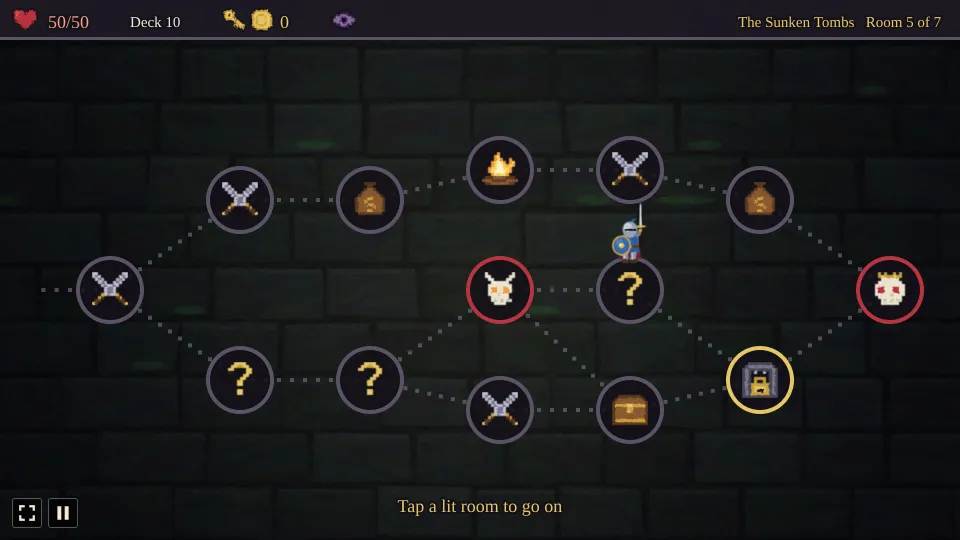 50/50 Deck 10 0 The Sunken Tombs Room 5 of 7
?
? ?
Tap a lit room to go on